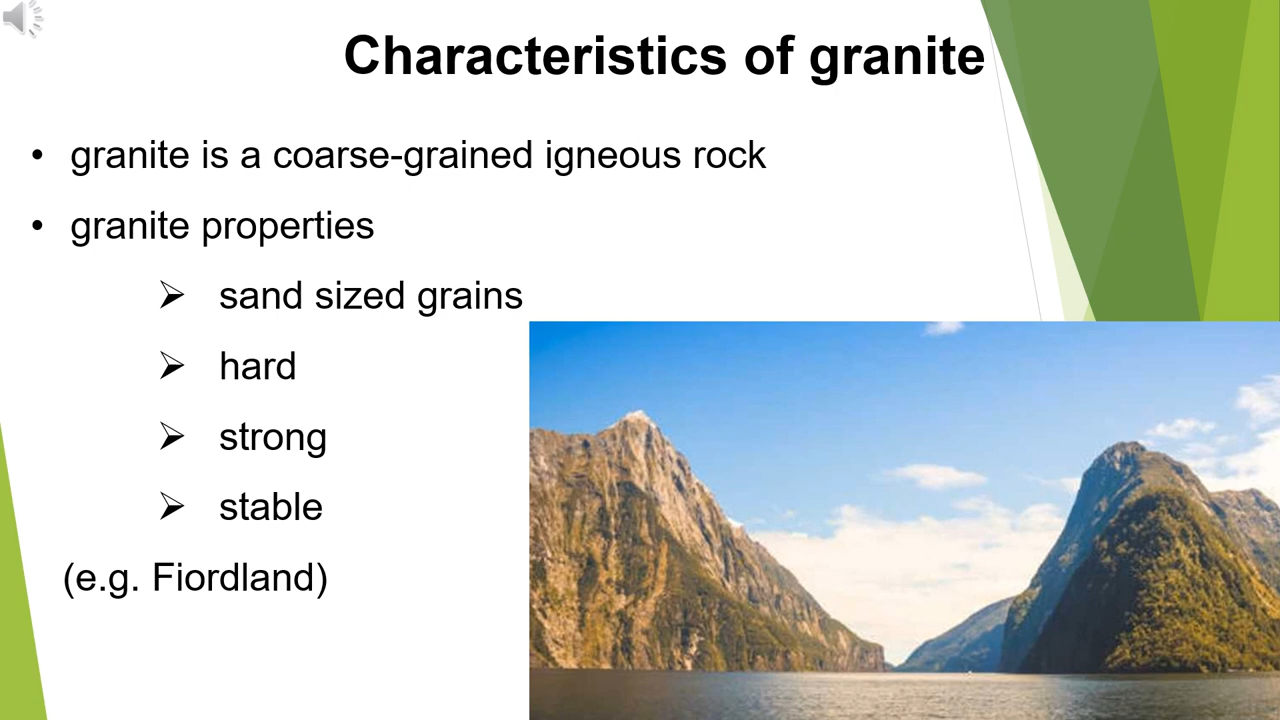 Characteristics of granite
• granite is a coarse-grained igneous rock
• granite properties
➢ sand sized grains
➢ hard
➢ strong
➢ stable
(e.g. Fiordland)